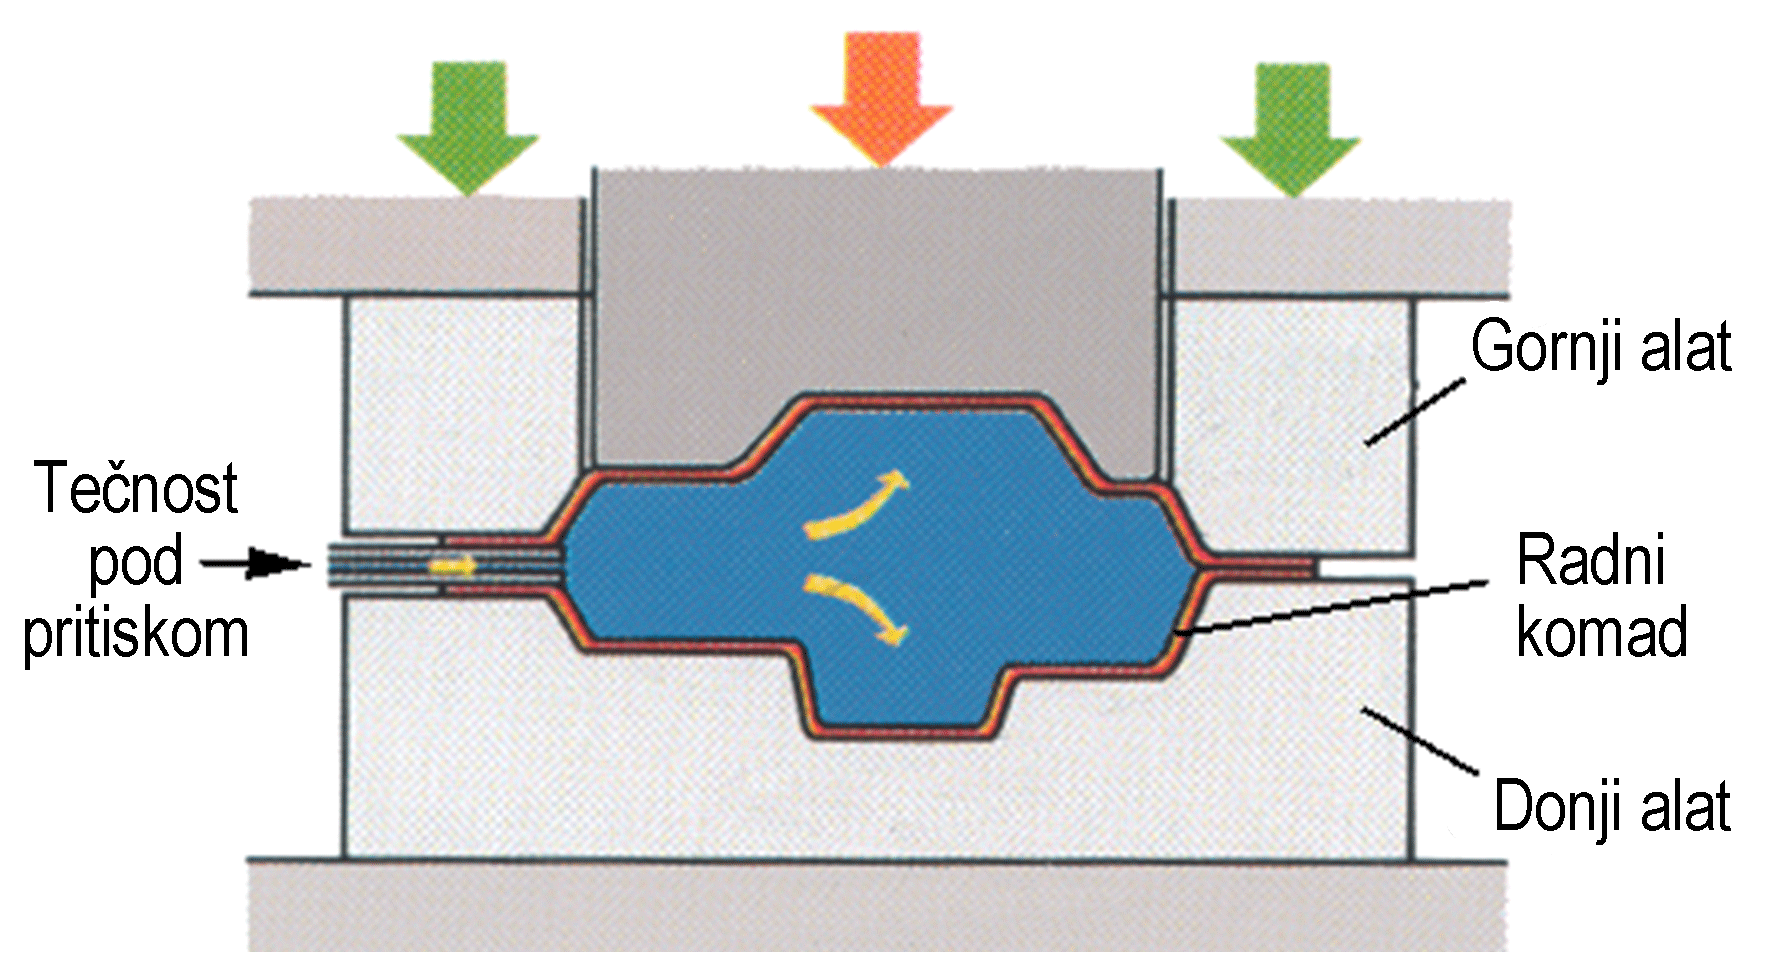 Gornji alat
Tečnost
pod
pritiskom
Radni
komad
Donji alat